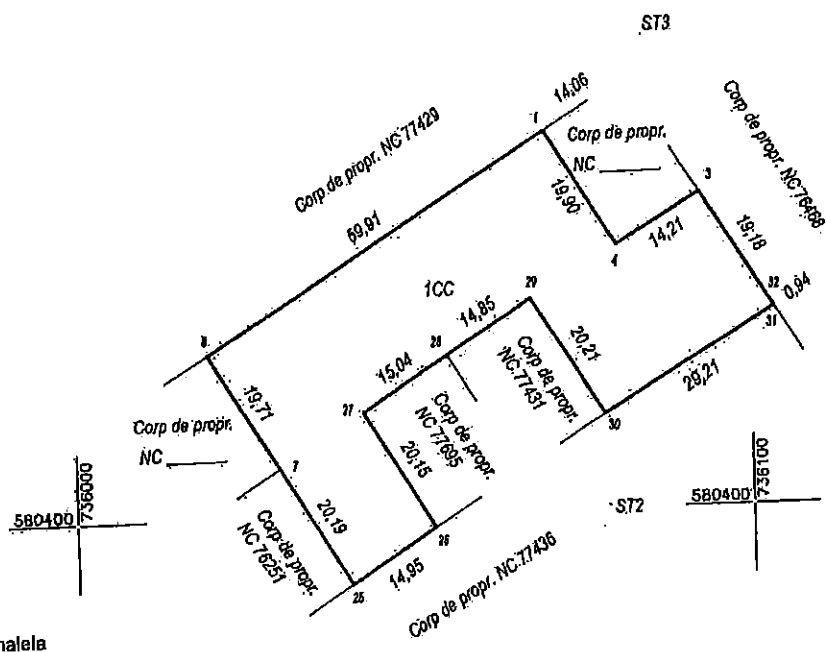 ST3
14,06
1
Corp de propr.
NC
Corp de propr. NC 76468
3
Corp de propr. NC 77429
19,90
14,21
4
19,18
32
0,94
31
59,91
1CC
29
14,85
28
15,04
27
20,21
Corp de propr.
NC 77431
29,21
30
8
19,71
Corp de propr.
NC
7
Corp de propr.
NC 77695
20,15
580400
736000
20,19
Corp de propr.
NC 76251
26
14,95
25
Corp de propr. NC 77436
ST2
580400
736100
nalela